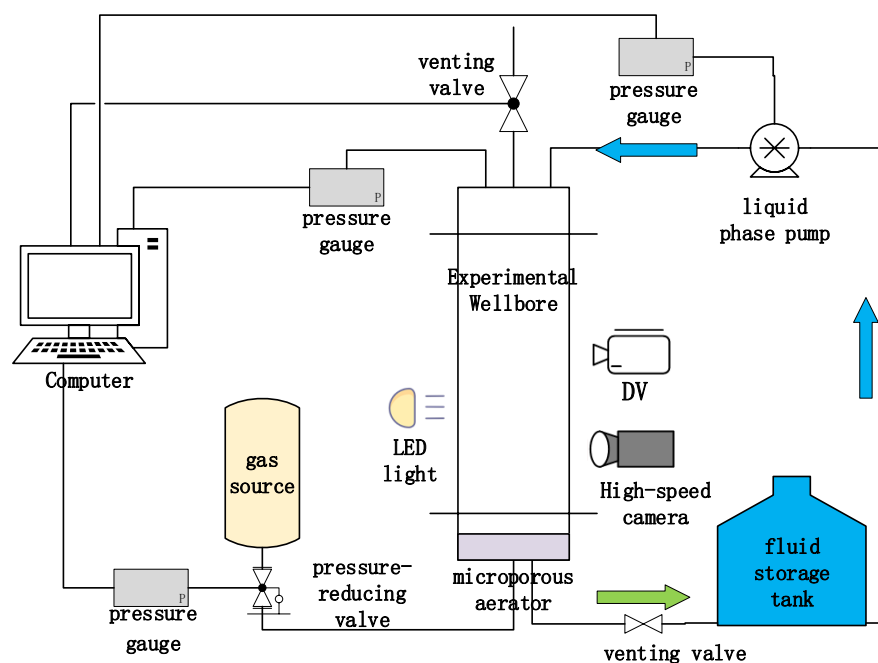 venting
valve
P
pressure
gauge
P
pressure
gauge
liquid
phase pump
Experimental
Wellbore
Computer
DV
LED
light
gas
source
High-speed
camera
fluid
storage
tank
pressure-
reducing
valve
microporous
aerator
P
pressure
gauge
venting valve